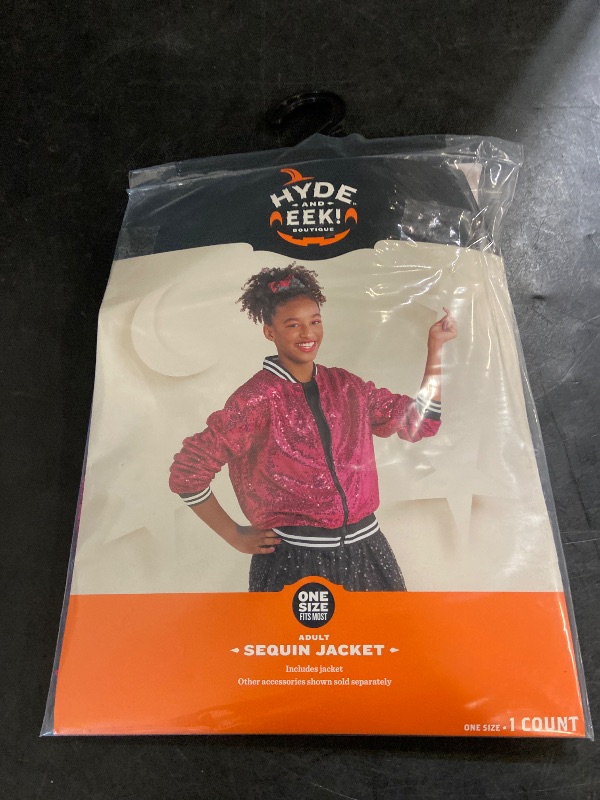 HYDE
AND
EEK!
BOUTIQUE
ONE
SIZE
FITS MOST
ADULT
SEQUIN JACKET
Includes jacket
Other accessories shown sold separately
ONE SIZE • 1 COUNT